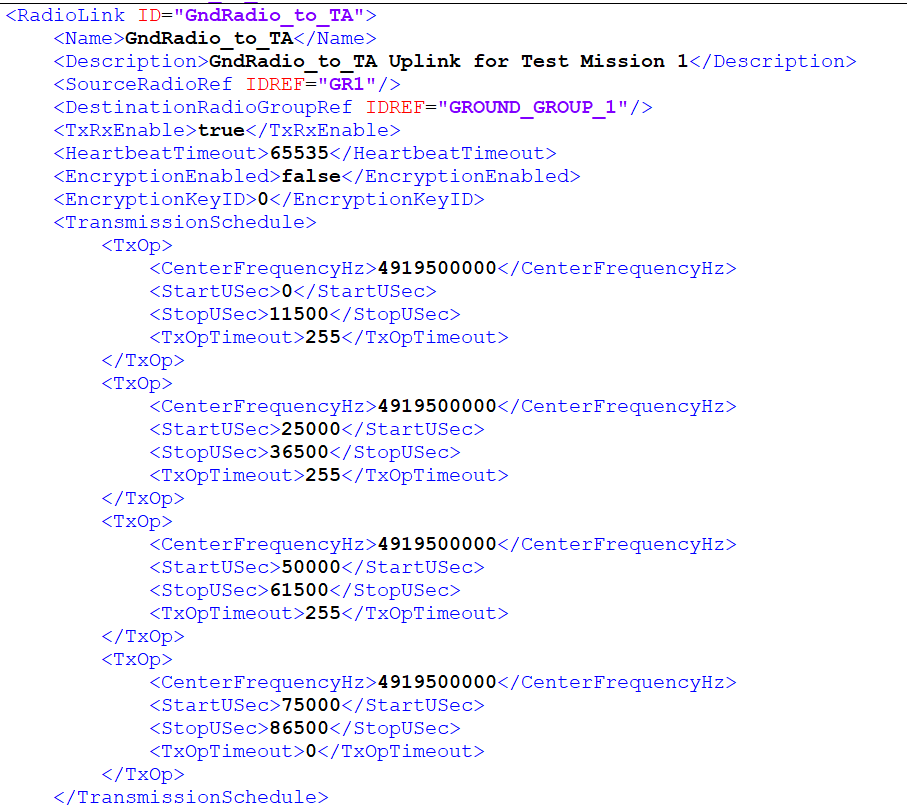 <RadioLink ID="GndRadio_to_TA">
<Name>GndRadio_to_TA</Name>
<Description>GndRadio_to_TA Uplink for Test Mission 1</Description>
<SourceRadioRef IDREF="GR1"/>
<DestinationRadioGroupRef IDREF="GROUND_GROUP_1"/>
<TxRxEnable>true</TxRxEnable>
<HeartbeatTimeout>65535</HeartbeatTimeout>
<EncryptionEnabled>false</EncryptionEnabled>
<EncryptionKeyID>0</EncryptionKeyID>
<TransmissionSchedule>
<TxOp>
<CenterFrequencyHz>4919500000</CenterFrequencyHz>
<StartUSec>0</StartUSec>
<StopUSec>11500</StopUSec>
<TxOpTimeout>255</TxOpTimeout>
</TxOp>
<TxOp>
<CenterFrequencyHz>4919500000</CenterFrequencyHz>
<StartUSec>25000</StartUSec>
<StopUSec>36500</StopUSec>
<TxOpTimeout>255</TxOpTimeout>
</TxOp>
<TxOp>
<CenterFrequencyHz>4919500000</CenterFrequencyHz>
<StartUSec>50000</StartUSec>
<StopUSec>61500</StopUSec>
<TxOpTimeout>255</TxOpTimeout>
</TxOp>
<TxOp>
<CenterFrequencyHz>4919500000</CenterFrequencyHz>
<StartUSec>75000</StartUSec>
<StopUSec>86500</StopUSec>
<TxOpTimeout>0</TxOpTimeout>
</TxOp>
</TransmissionSchedule>